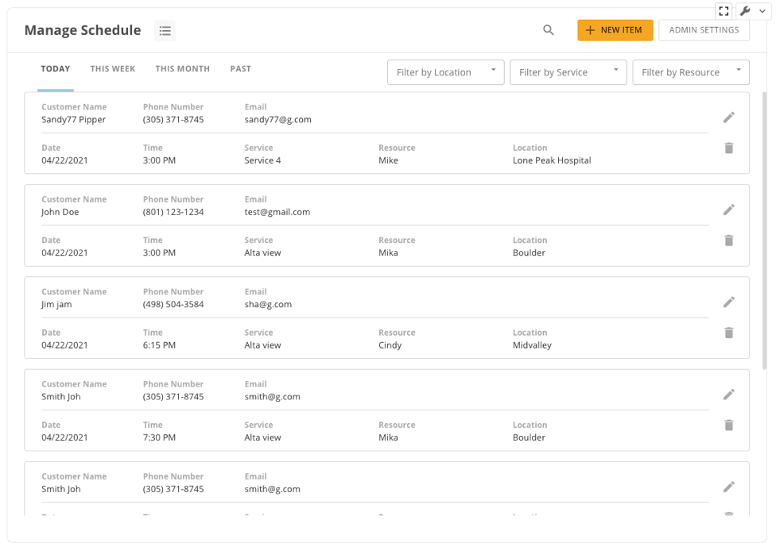 Manage Schedule
NEW ITEM
ADMIN SETTINGS
TODAY THIS WEEK THIS MONTH PAST
Filter by Location
Filter by Service
Filter by Resource
Customer Name Phone Number Email
Sandy77 Pipper (305) 371-8745 sandy77@g.com
Date Time Service Resource Location
04/22/2021 3:00 PM Service 4 Mike Lone Peak Hospital
Customer Name Phone Number Email
John Doe (801) 123-1234 test@gmail.com
Date Time Service Resource Location
04/22/2021 3:00 PM Alta view Mika Boulder
Customer Name Phone Number Email
Jim jam (498) 504-3584 sha@g.com
Date Time Service Resource Location
04/22/2021 6:15 PM Alta view Cindy Midvalley
Customer Name Phone Number Email
Smith Joh (305) 371-8745 smith@g.com
Date Time Service Resource Location
04/22/2021 7:30 PM Alta view Mika Boulder
Customer Name Phone Number Email
Smith Joh (305) 371-8745 smith@g.com